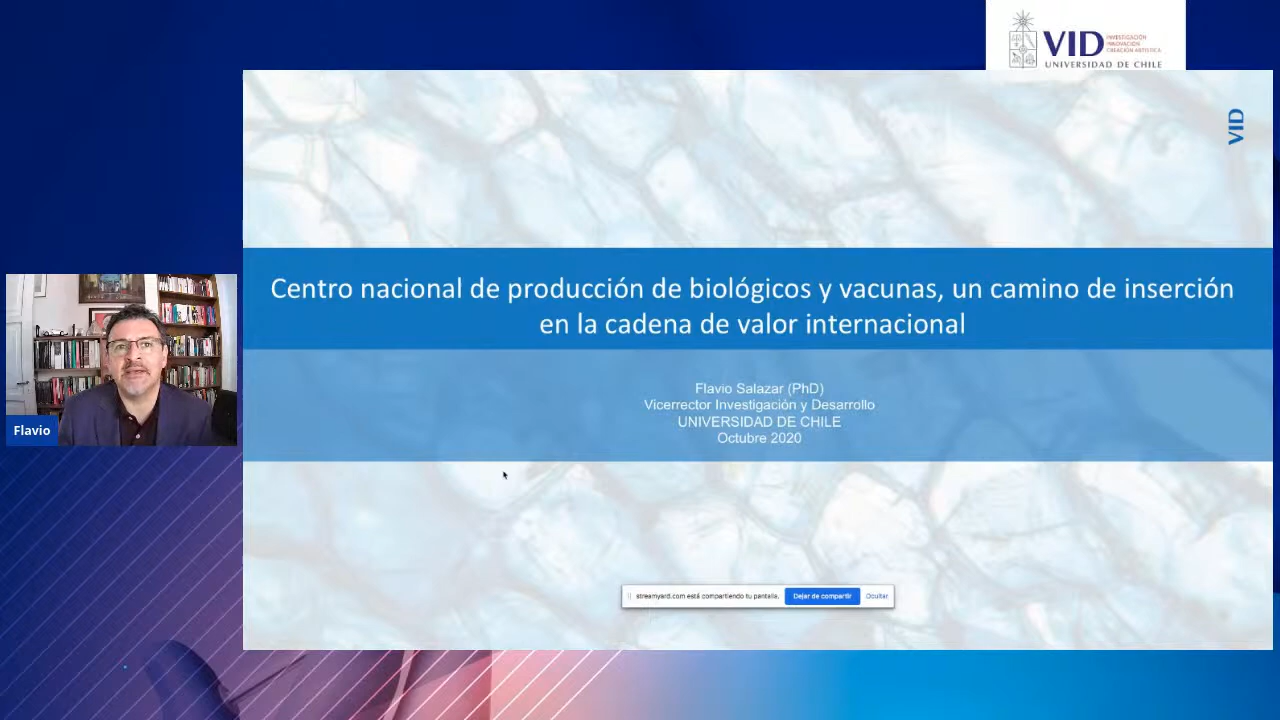 VID
INVESTIGACIÓN
INNOVACIÓN
CREACIÓN ARTÍSTICA
UNIVERSIDAD DE CHILE
VID
Centro nacional de producción de biológicos y vacunas, un camino de inserción
en la cadena de valor internacional
Flavio Salazar (PhD)
Vicerrector Investigación y Desarrollo
UNIVERSIDAD DE CHILE
Octubre 2020
Flavio
streamyard.com está compartiendo tu pantalla.
Dejar de compartir
Ocultar